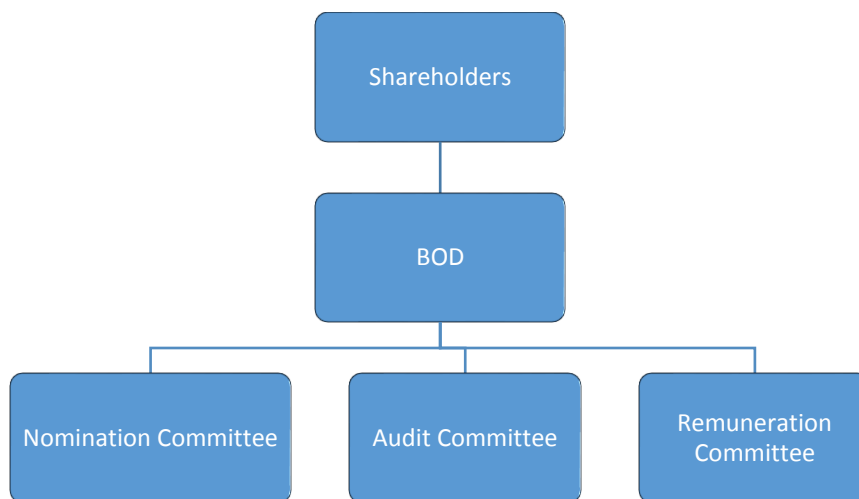 Shareholders
BOD
Nomination Committee
Audit Committee
Remuneration
Committee